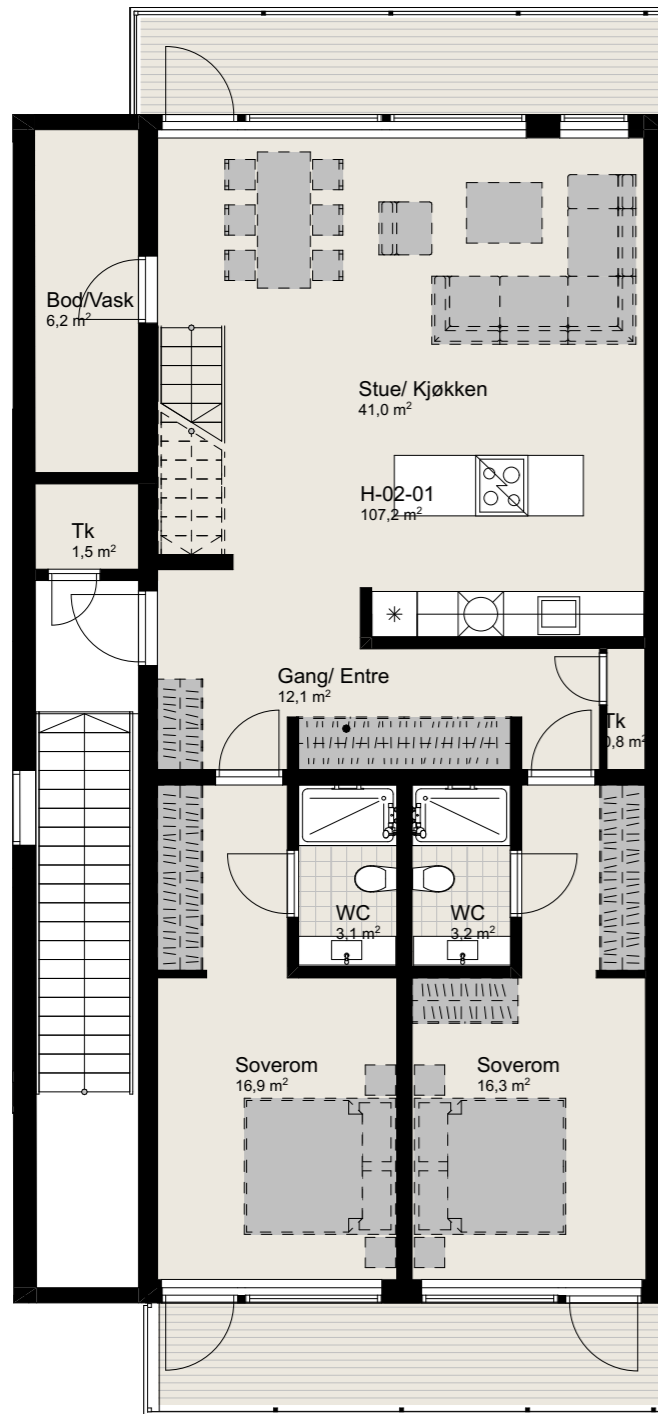 Bod/Vask
6,2 m²
Stue/ Kjøkken
41,0 m²
H-02-01
107,2 m²
Tk
1,5 m²
Gang/ Entre
12,1 m²
Tk
0,8 m²
WC
3,1 m²
WC
3,2 m²
Soverom
16,9 m²
Soverom
16,3 m²